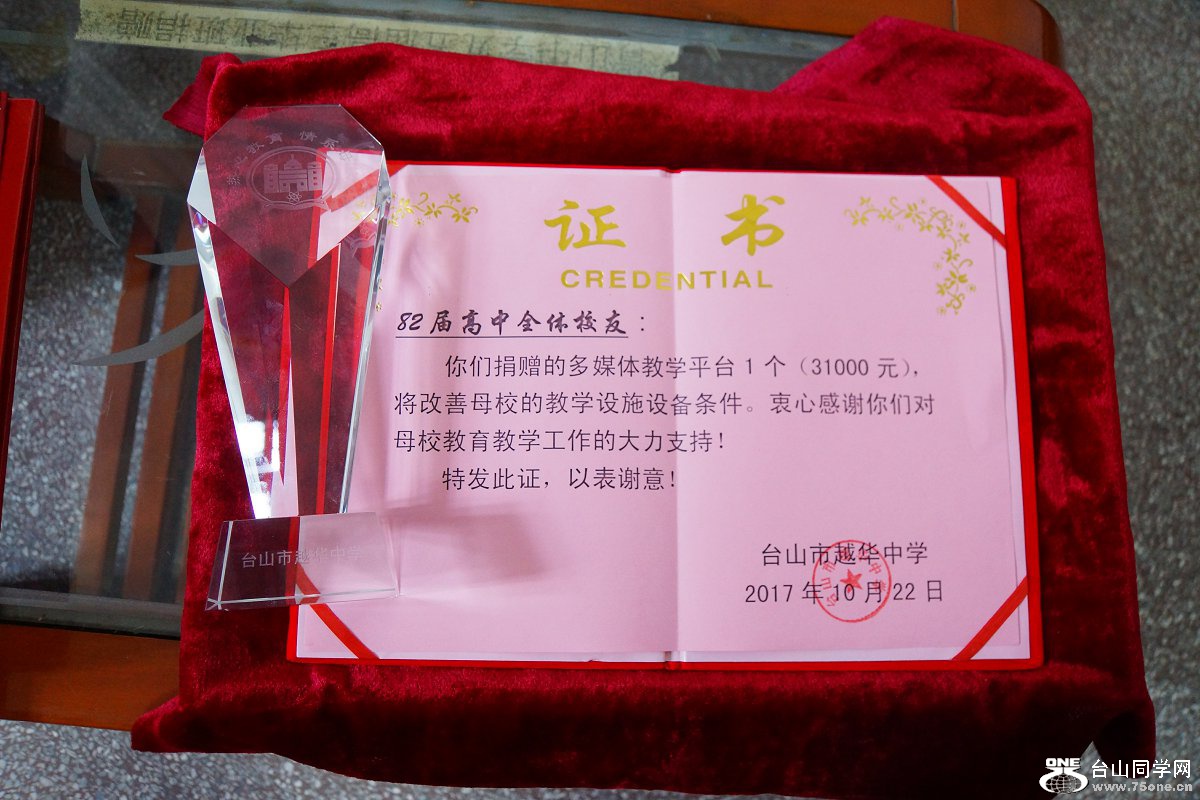 证书
CREDENTIAL
82届高中全体校友：
你们捐赠的多媒体教学平台1个（31000元），
将改善母校的教学设施设备条件。衷心感谢你们对
母校教育教学工作的大力支持！
特发此证，以表谢意！
台山市越华中学
2017年10月22日
台山市越华中学
ONE
台山同学网
www.75one.cn